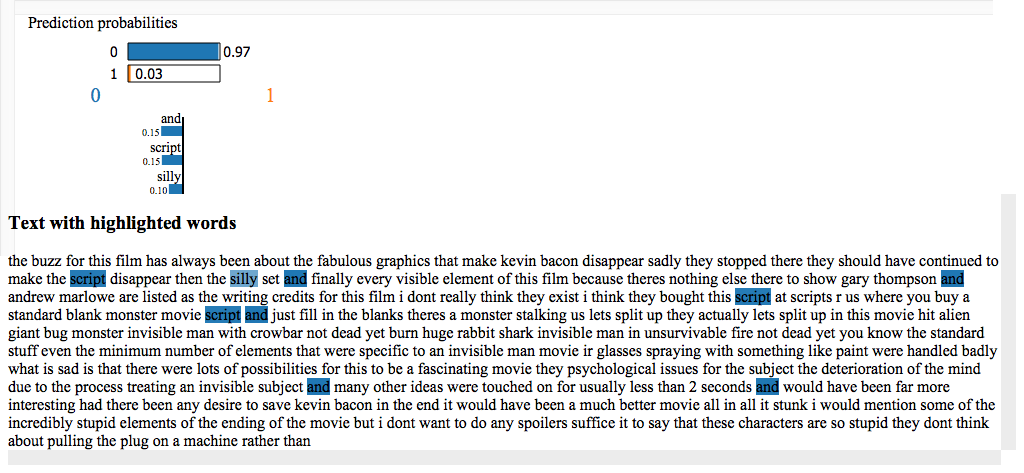 Prediction probabilities
0 0.97
1 0.03
0 1
and
0.15
script
0.15
silly
0.10
Text with highlighted words
the buzz for this film has always been about the fabulous graphics that make kevin bacon disappear sadly they stopped there they should have continued to
make the script disappear then the silly set and finally every visible element of this film because theres nothing else there to show gary thompson and
andrew marlowe are listed as the writing credits for this film i dont really think they exist i think they bought this script at scripts r us where you buy a
standard blank monster movie script and just fill in the blanks theres a monster stalking us lets split up they actually lets split up in this movie hit alien
giant bug monster invisible man with crowbar not dead yet burn huge rabbit shark invisible man in unsurvivable fire not dead yet you know the standard
stuff even the minimum number of elements that were specific to an invisible man movie ir glasses spraying with something like paint were handled badly
what is sad is that there were lots of possibilities for this to be a fascinating movie they psychological issues for the subject the deterioration of the mind
due to the process treating an invisible subject and many other ideas were touched on for usually less than 2 seconds and would have been far more
interesting had there been any desire to save kevin bacon in the end it would have been a much better movie all in all it stunk i would mention some of the
incredibly stupid elements of the ending of the movie but i dont want to do any spoilers suffice it to say that these characters are so stupid they dont think
about pulling the plug on a machine rather than